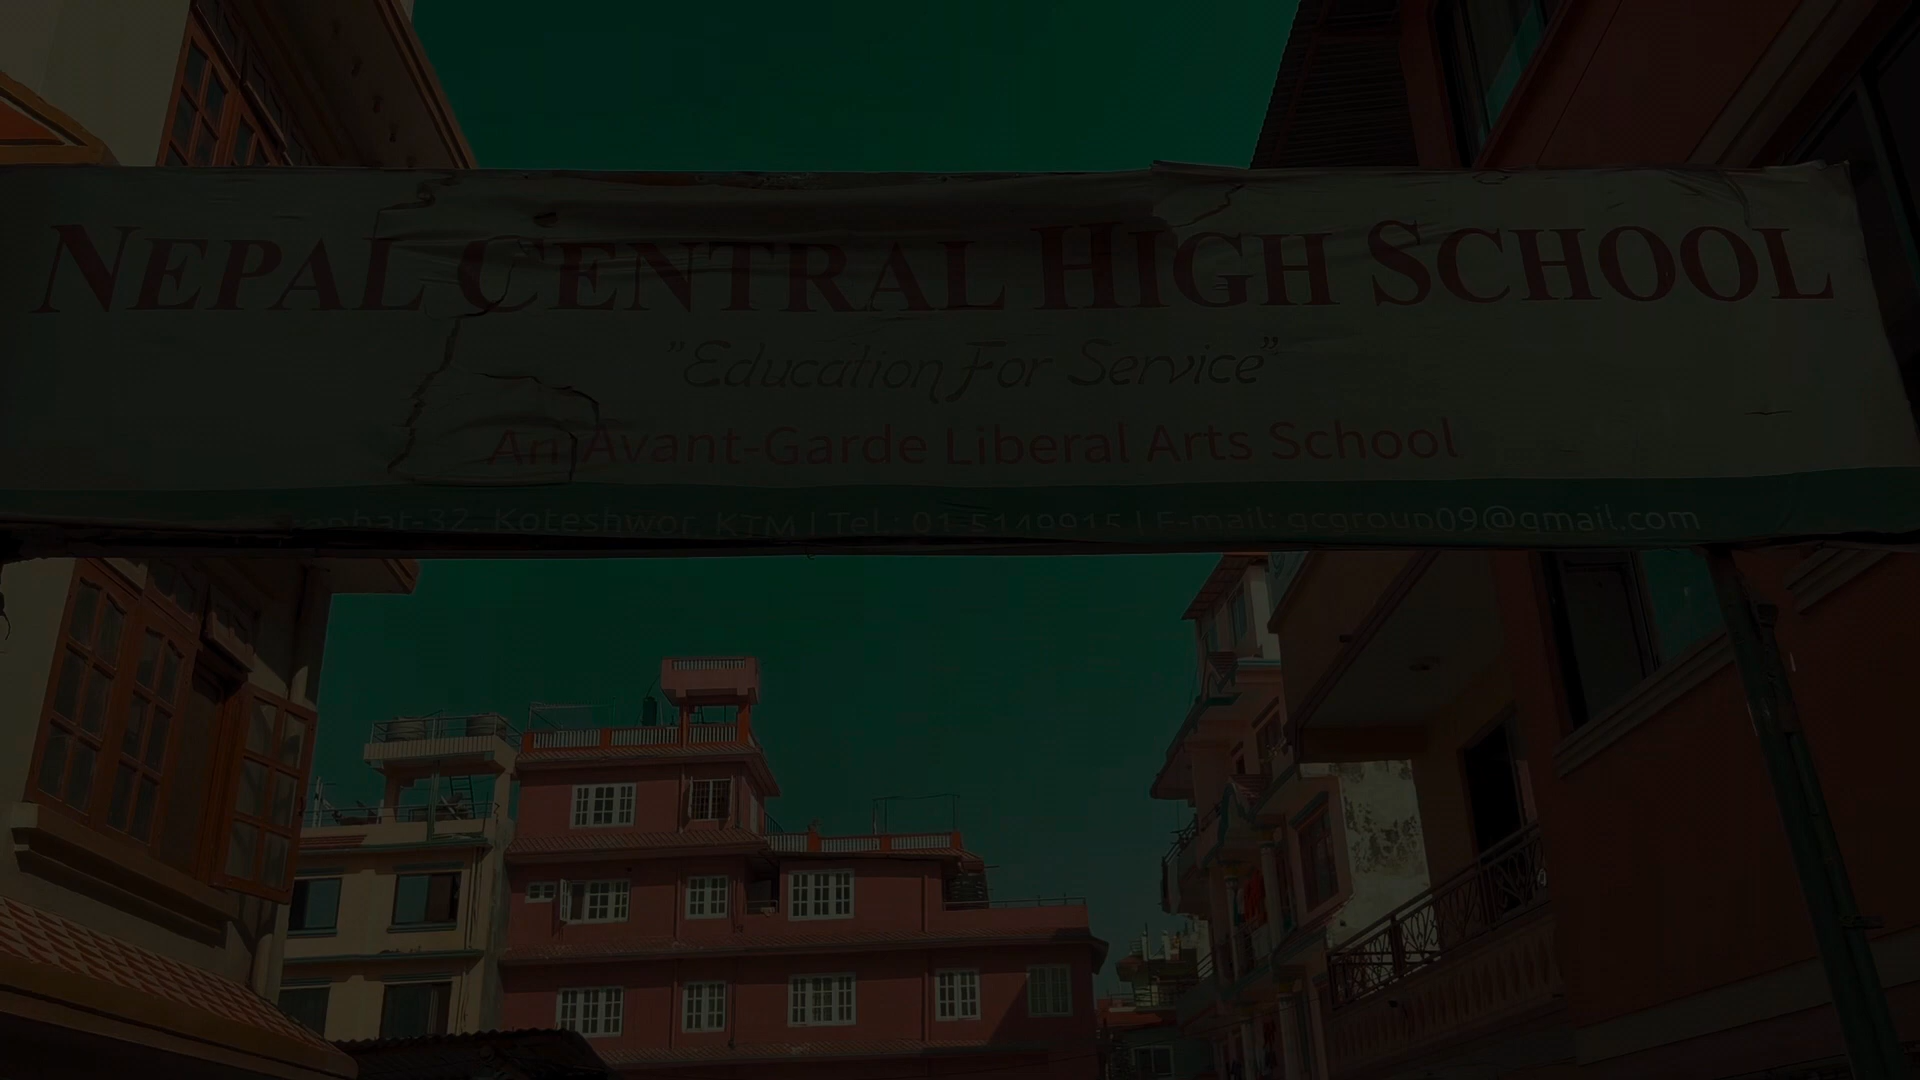 NEPAL CENTRAL HIGH SCHOOL
"Education For Service"
An Avant-Garde Liberal Arts School
Koteshwor, KTM | Tel.: 01-5149915 | E-mail: gcgroup09@gmail.com